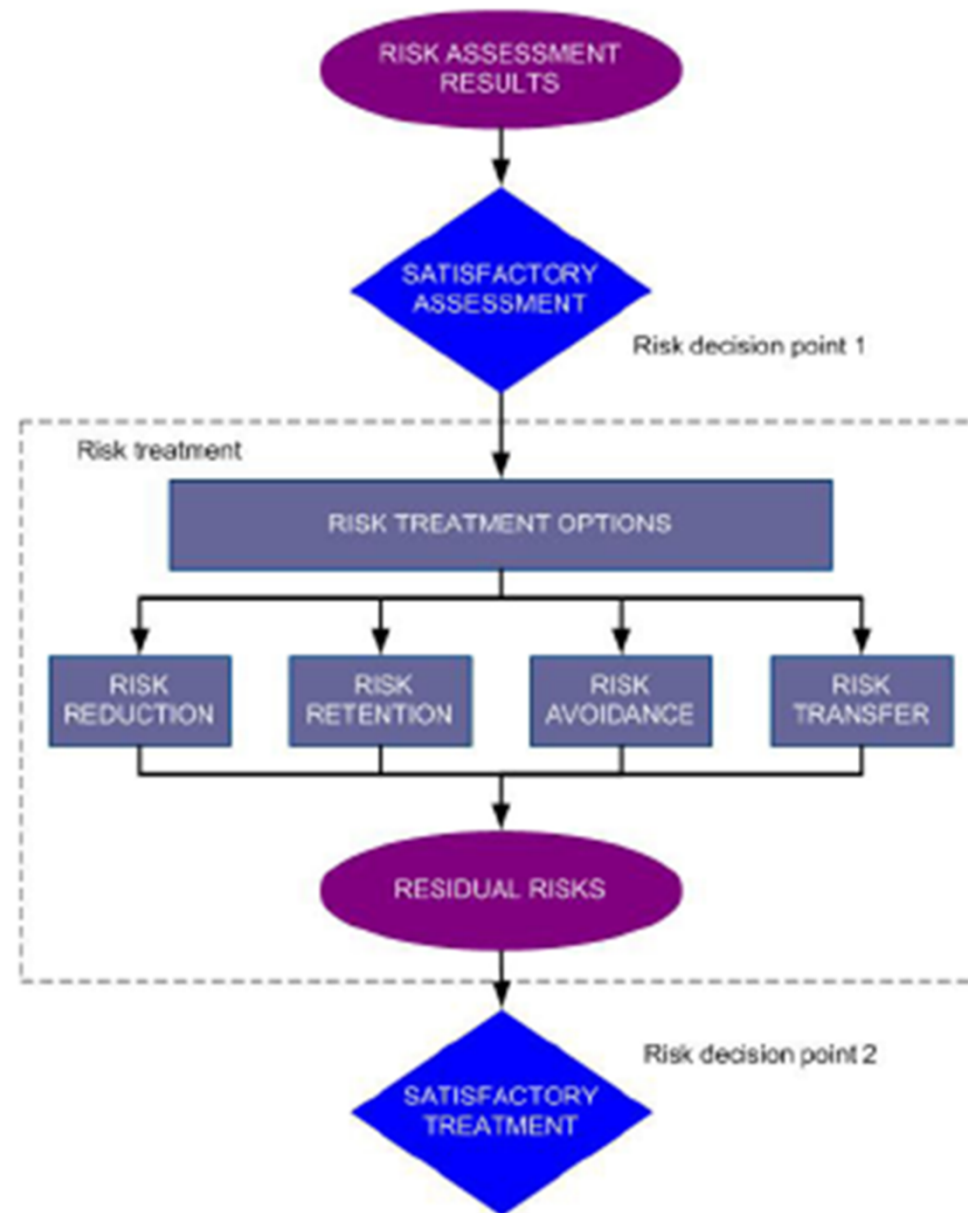 RISK ASSESSMENT
RESULTS
SATISFACTORY
ASSESSMENT
Risk decision point 1
Risk treatment
RISK TREATMENT OPTIONS
RISK
REDUCTION
RISK
RETENTION
RISK
AVOIDANCE
RISK
TRANSFER
RESIDUAL RISKS
Risk decision point 2
SATISFACTORY
TREATMENT